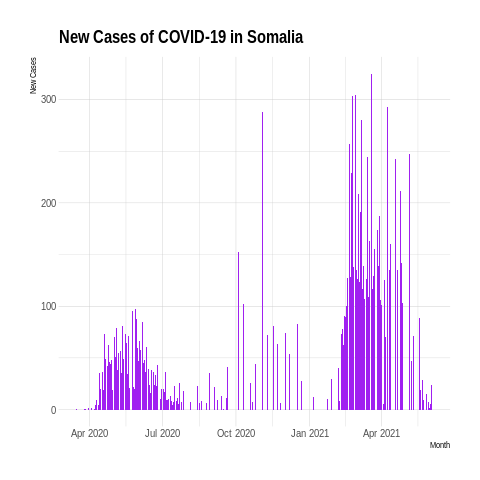 New Cases of COVID-19 in Somalia
New Cases
300
200
100
0
Apr 2020 Jul 2020 Oct 2020 Jan 2021 Apr 2021
Month